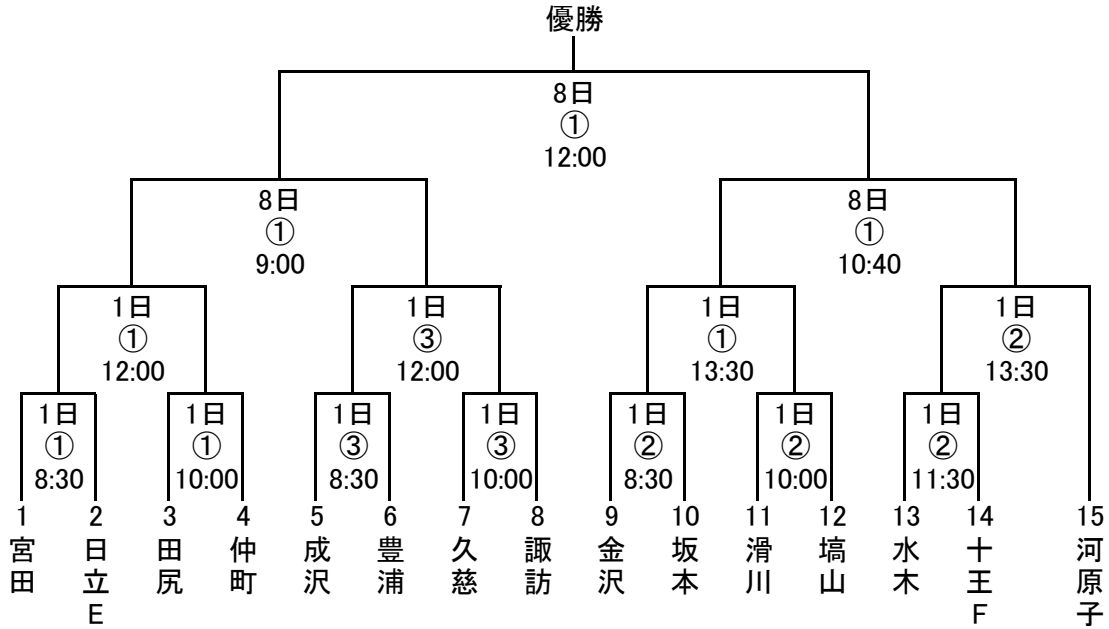 優勝
8日
①
12:00
8日
①
9:00
8日
①
10:40
1日
①
12:00
1日
③
12:00
1日
①
13:30
1日
②
13:30
1日
①
8:30
1日
①
10:00
1日
③
8:30
1日
③
10:00
1日
②
8:30
1日
②
10:00
1日
②
11:30
1
宮田
2
日立E
3
田尻
4
仲町
5
成沢
6
豊浦
7
久慈
8
諏訪
9
金沢
10
坂本
11
滑川
12
塙山
13
水木
14
十王F
15
河原子